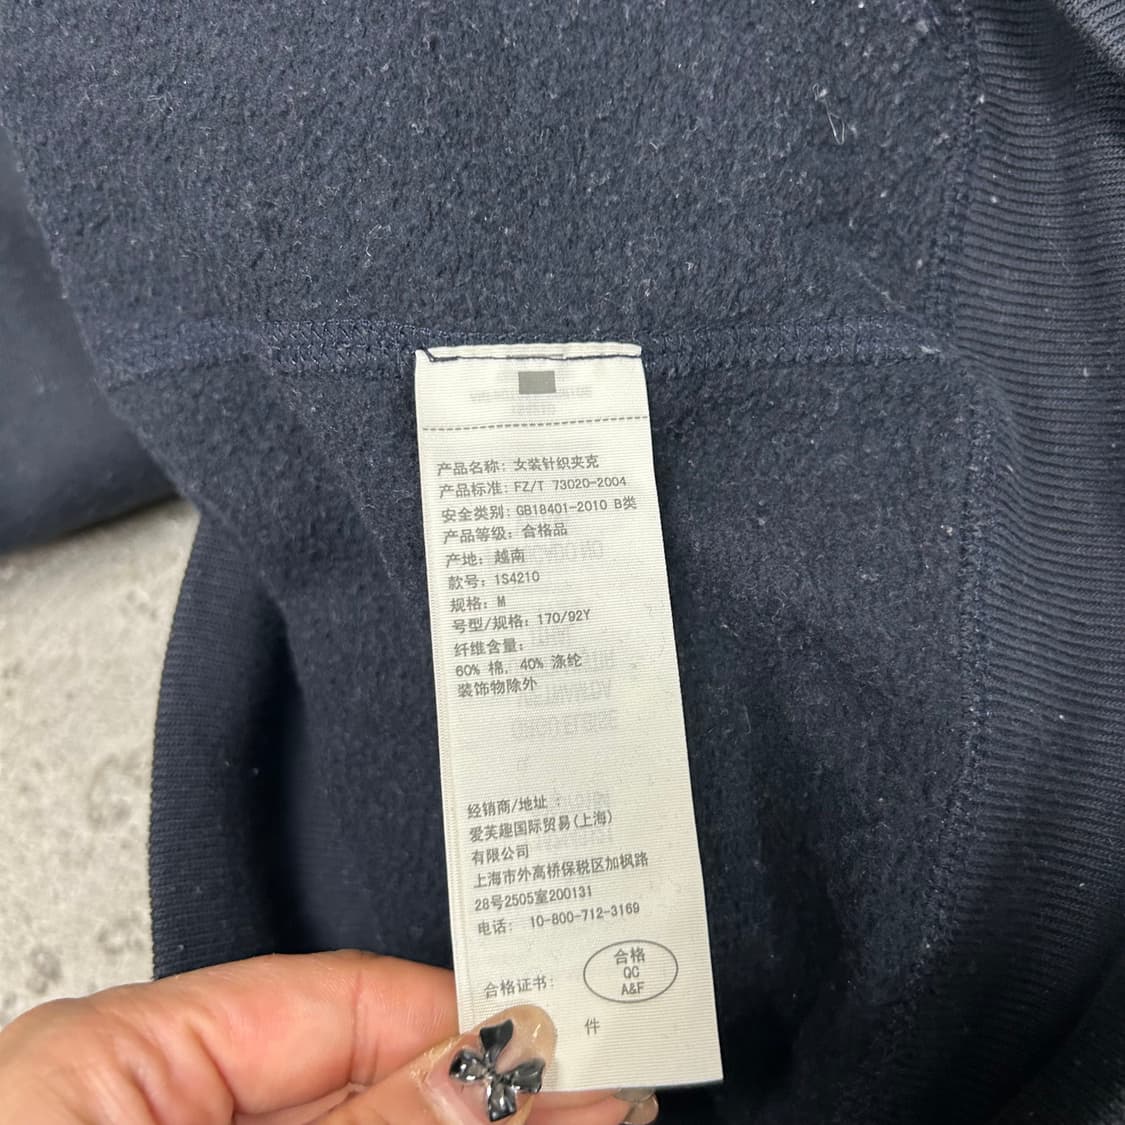 产品名称: 女装针织夹克
产品标准: FZ/T 73020-2004
安全类别: GB18401-2010 B类
产品等级: 合格品
产地: 越南
款号: 1S4210
规格: M
号型/规格: 170/92Y
纤维含量:
60% 棉, 40% 涤纶
装饰物除外
经销商/地址 :
爱芙趣国际贸易(上海)
有限公司
上海市外高桥保税区加枫路
28号2505室200131
电话: 10-800-712-3169
合格
QC
A&F
合格证书:
件